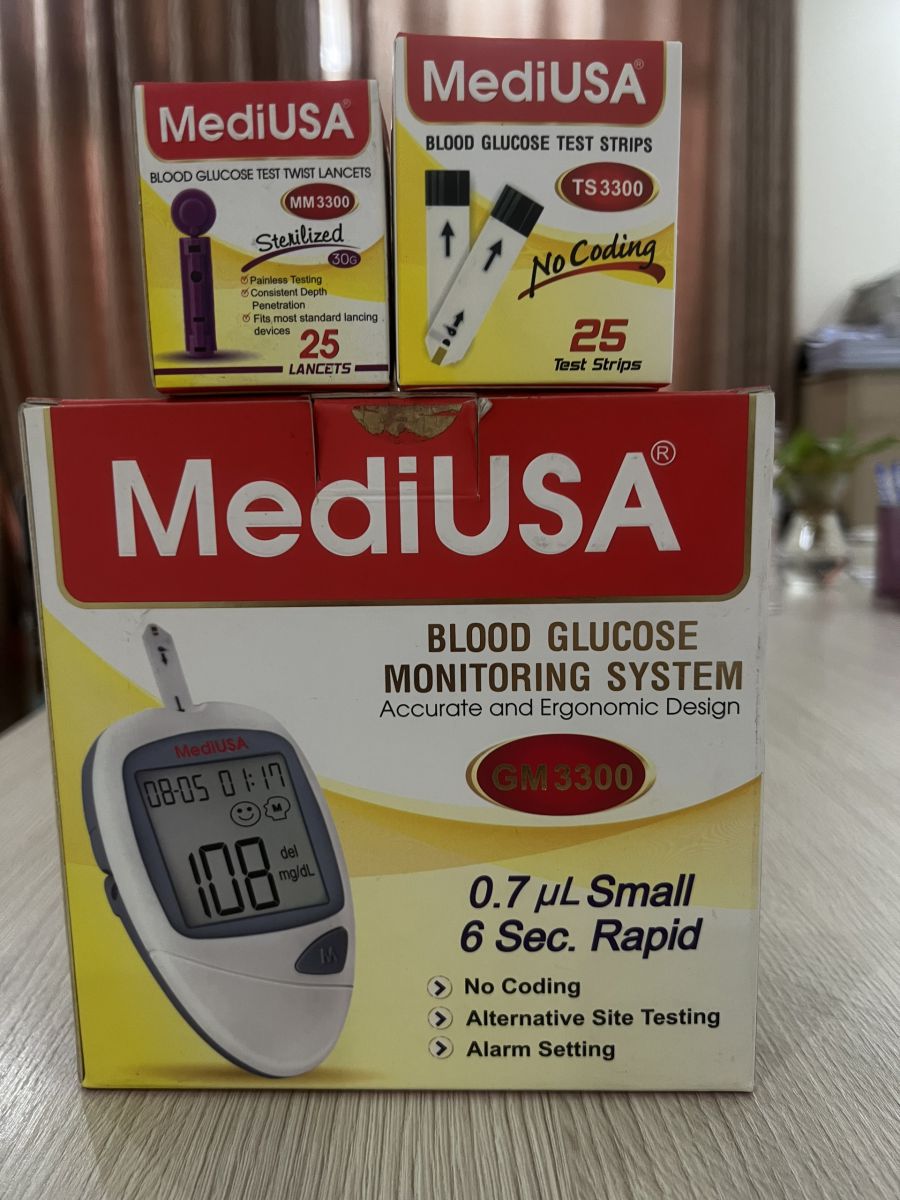 MediUSA®
BLOOD GLUCOSE TEST TWIST LANCETS
MM3300
Sterilized
30G
Painless Testing
Consistent Depth
Penetration
Fits most standard lancing
devices
25
LANCETS
MediUSA®
BLOOD GLUCOSE TEST STRIPS
TS3300
No Coding
25
Test Strips
MediUSA®
BLOOD GLUCOSE
MONITORING SYSTEM
Accurate and Ergonomic Design
GM3300
L
MediUSA
08-05 01:17
M
108
del
mg/dL
M
0.7 µL Small
6 Sec. Rapid
No Coding
Alternative Site Testing
Alarm Setting